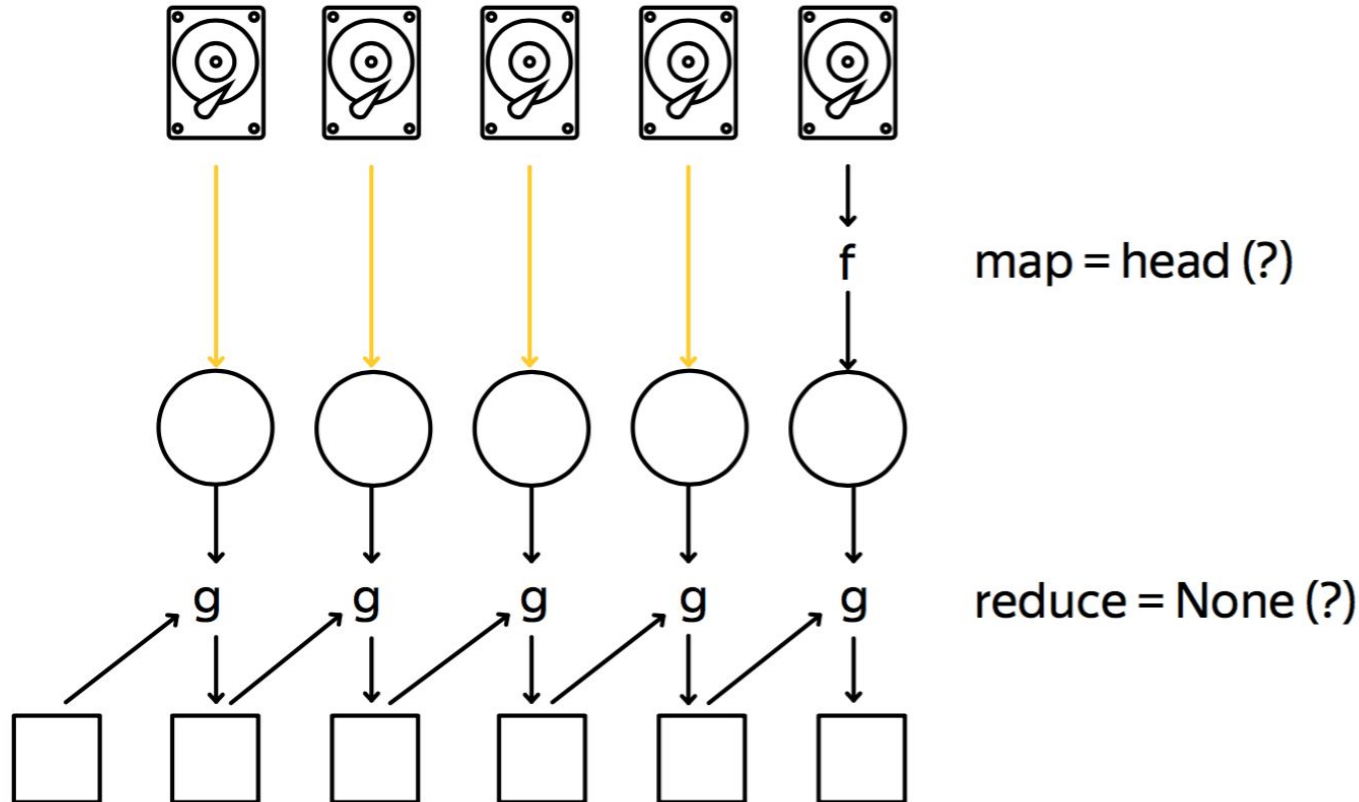 f map = head (?)
g g g g g reduce = None (?)